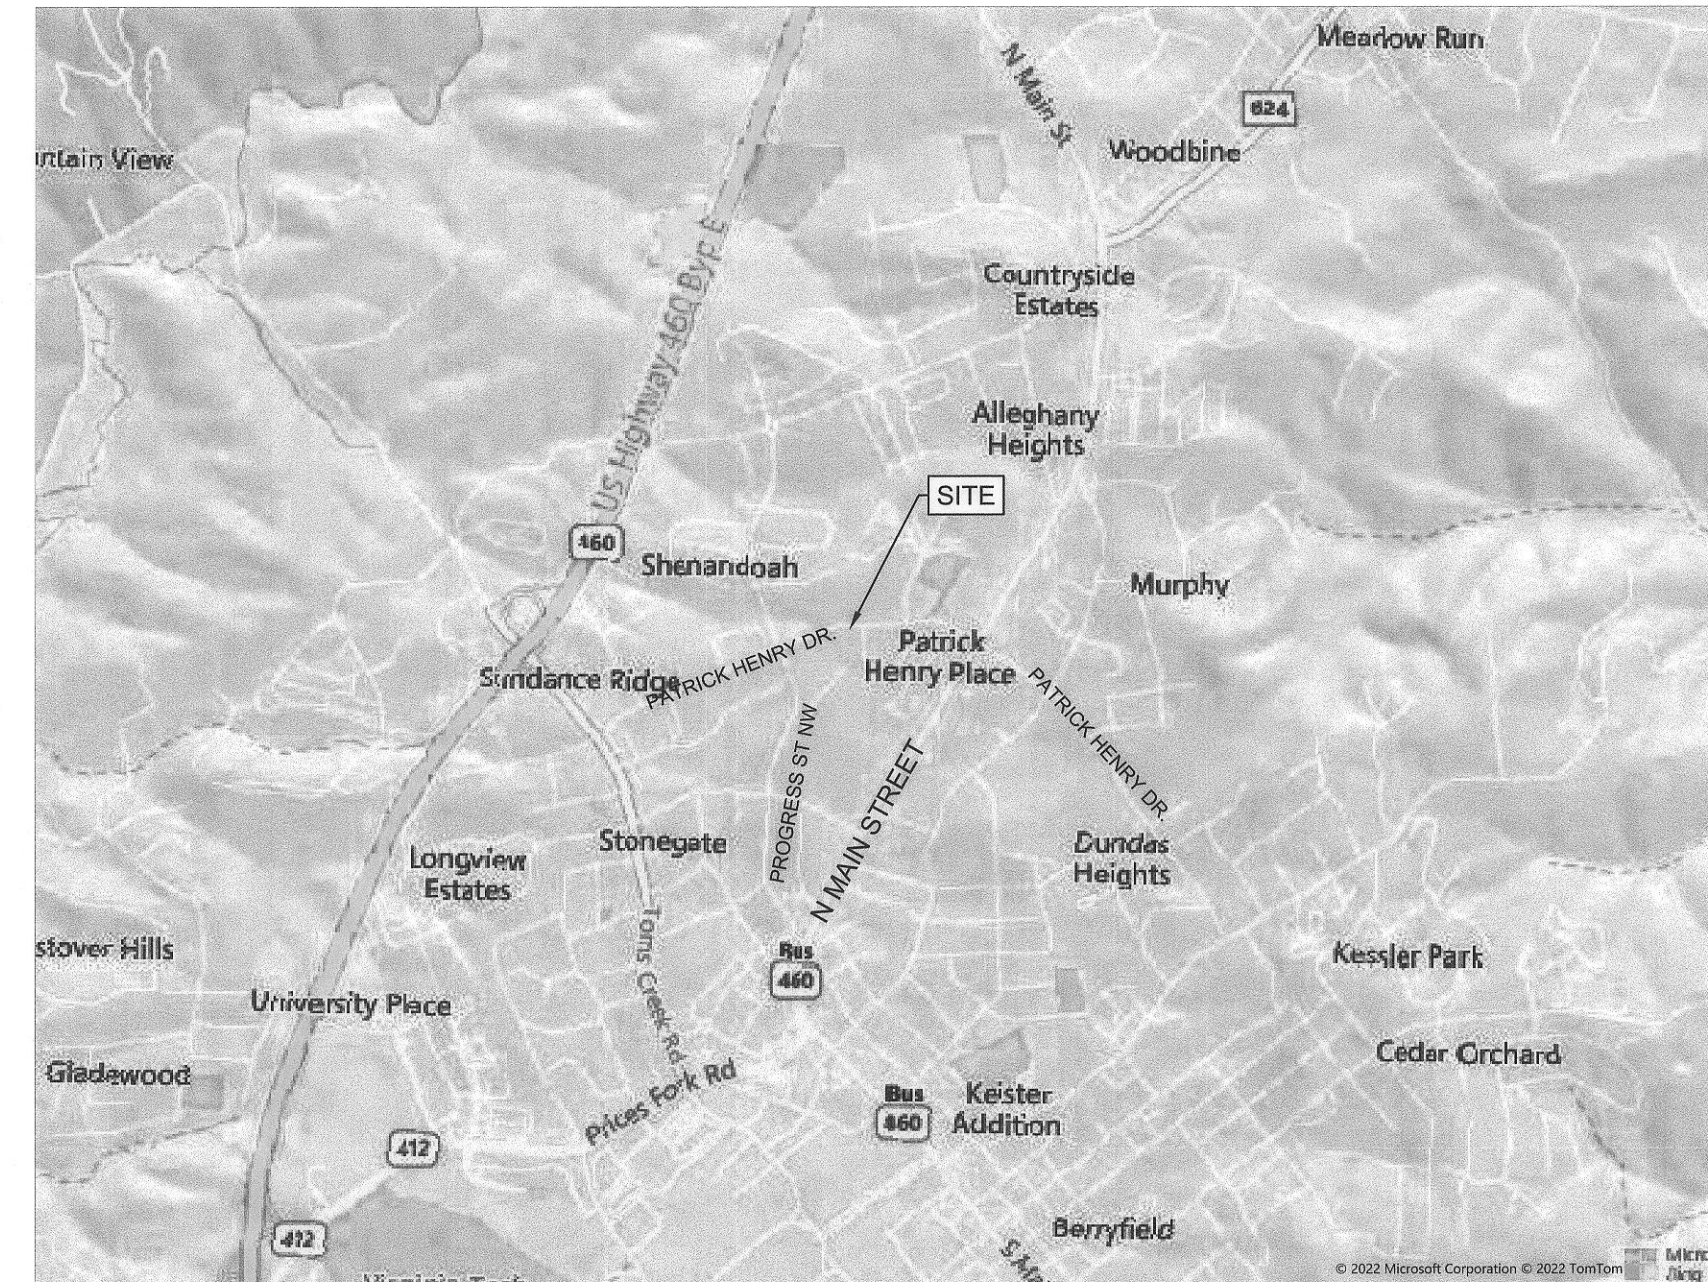 Meadow Run
N Main St
624
Woodbine
ntain View
US Highway 460 Byp E
Countryside
Estates
Alleghany
Heights
SITE
460
Shenandoah
Murphy
Patrick
Henry Place
PATRICK HENRY DR.
Sundance Ridge
PATRICK HENRY DR.
PROGRESS ST NW
N MAIN STREET
Stonegate
Dundas
Heights
Longview
Estates
Toms Creek Rd
stover Hills
Bus
460
Kessler Park
University Place
Cedar Orchard
Gladewood
Prices Fork Rd
Bus
460
Keister
Addition
412
412
Berryfield
S Ma
© 2022 Microsoft Corporation © 2022 TomTom